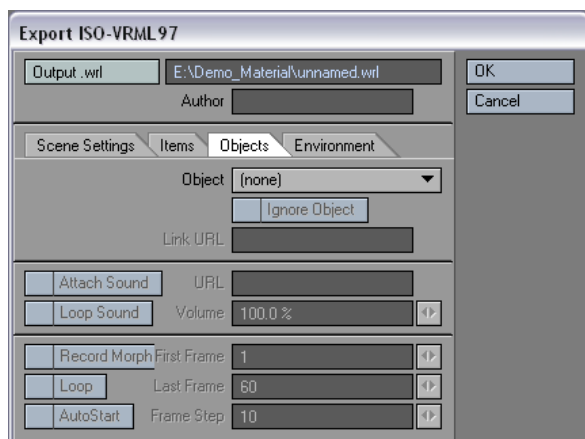 Export ISO-VRML97
Output .wrl E:\Demo_Material\unnamed.wrl OK
Author Cancel
Scene Settings Items Objects Environment
Object (none)
Ignore Object
Link URL
Attach Sound URL
Loop Sound Volume 100.0 %
Record Morph First Frame 1
Loop Last Frame 60
AutoStart Frame Step 10